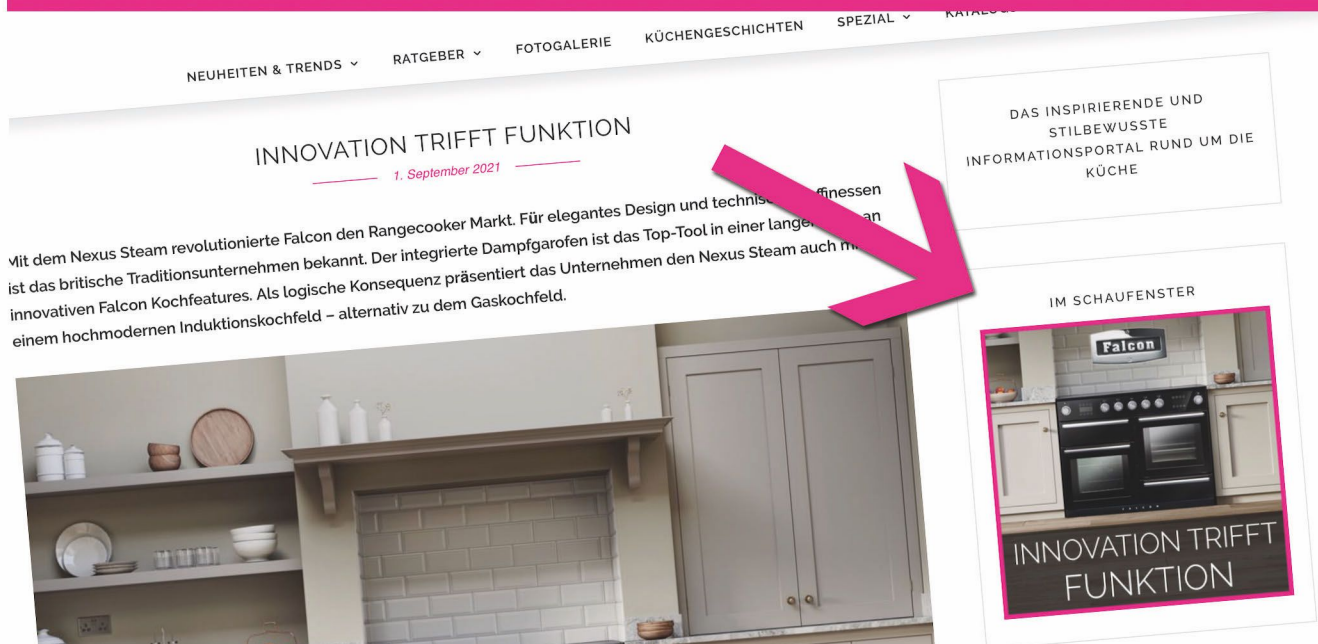 NEUHEITEN & TRENDS RATGEBER FOTOGALERIE KÜCHENGESCHICHTEN SPEZIAL
INNOVATION TRIFFT FUNKTION
1. September 2021
Mit dem Nexus Steam revolutionierte Falcon den Rangecooker Markt. Für elegantes Design und
ist das britische Traditionsunternehmen bekannt. Der integrierte Dampfgarofen ist das Top-Tool in einer an
innovativen Falcon Kochfeatures. Als logische Konsequenz präsentiert das Unternehmen den Nexus Steam auch
einem hochmodernen Induktionskochfeld – alternativ zu dem Gaskochfeld.
DAS INSPIRIERENDE UND
STILBEWUSSTE
INFORMATIONSPORTAL RUND UM DIE
KÜCHE
IM SCHAUFENSTER
Falcon
INNOVATION TRIFFT
FUNKTION